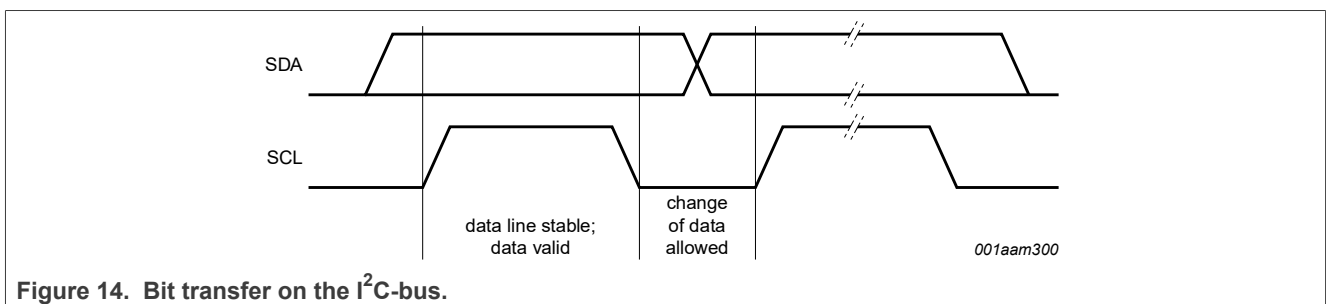 SDA
SCL
data line stable;
data valid
change
of data
allowed
001aam300
Figure 14. Bit transfer on the I²C-bus.